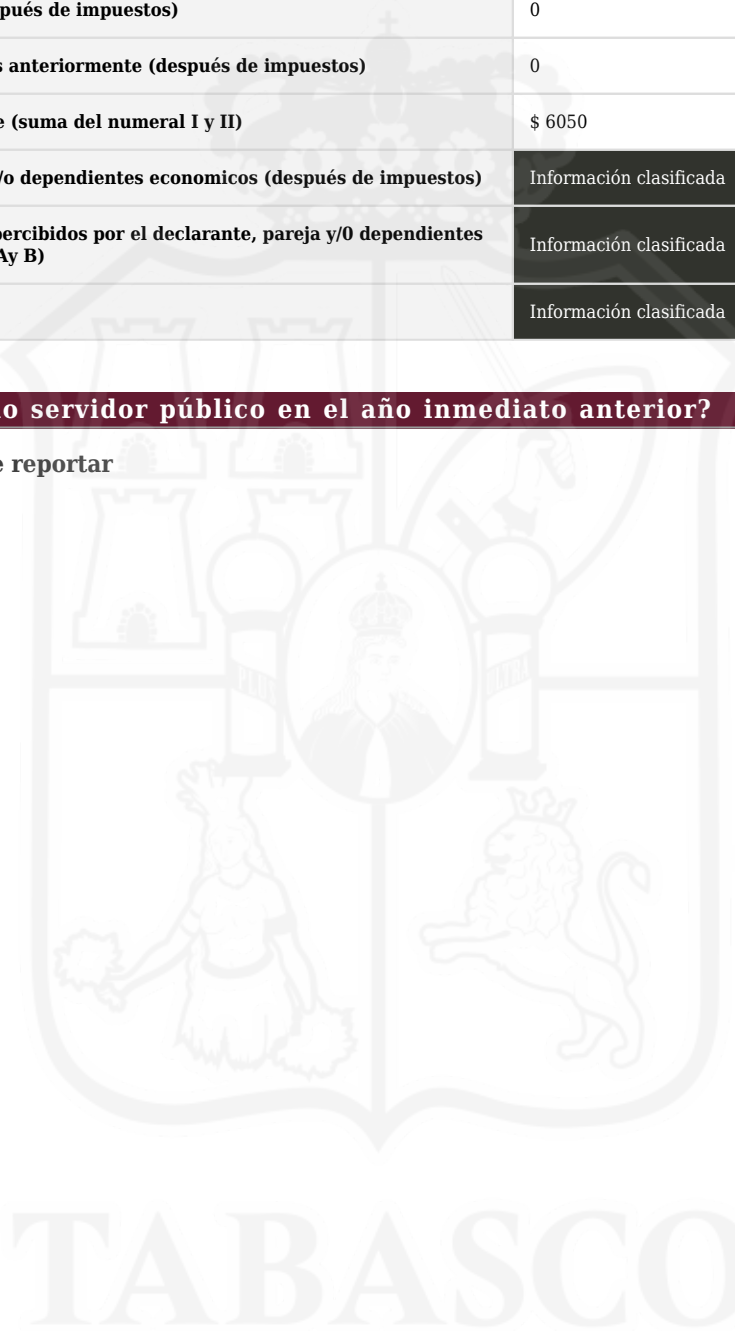 pués de impuestos) 0
s anteriormente (después de impuestos) 0
e (suma del numeral I y II) $ 6050
/o dependientes economicos (después de impuestos) Información clasificada
percibidos por el declarante, pareja y/0 dependientes Información clasificada
Ay B)
Información clasificada
o servidor público en el año inmediato anterior?
e reportar
PLUS ULTRA
TABASCO